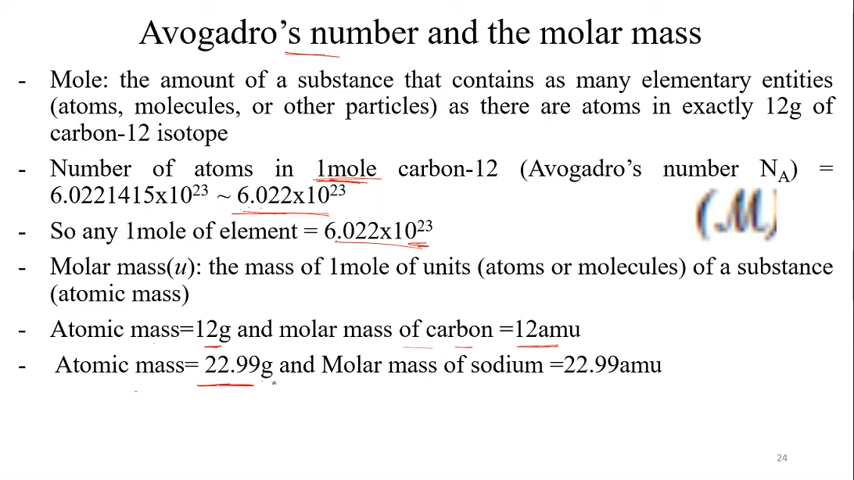 Avogadro’s number and the molar mass
- Mole: the amount of a substance that contains as many elementary entities
(atoms, molecules, or other particles) as there are atoms in exactly 12g of
carbon-12 isotope
- Number of atoms in 1mole carbon-12 (Avogadro’s number N_A) =
6.0221415x10²³ ~ 6.022x10²³
(ℳ)
- So any 1mole of element = 6.022x10²³
- Molar mass(u): the mass of 1mole of units (atoms or molecules) of a substance
(atomic mass)
- Atomic mass=12g and molar mass of carbon =12amu
- Atomic mass= 22.99g and Molar mass of sodium =22.99amu
24